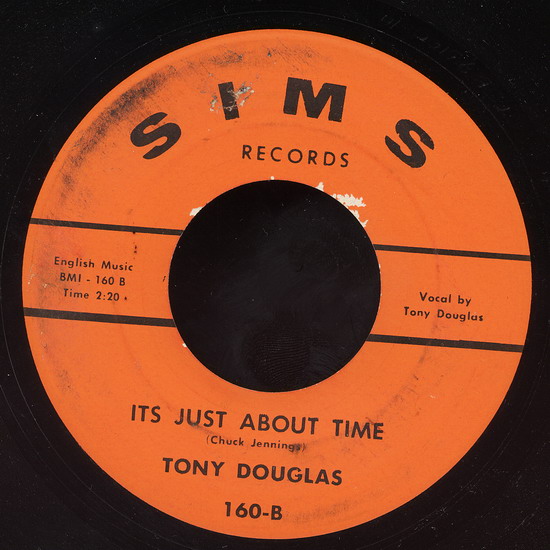 SIMS
RECORDS
English Music
BMI - 160 B
Time 2:20
Vocal by
Tony Douglas
ITS JUST ABOUT TIME
(Chuck Jennings)
TONY DOUGLAS
160-B